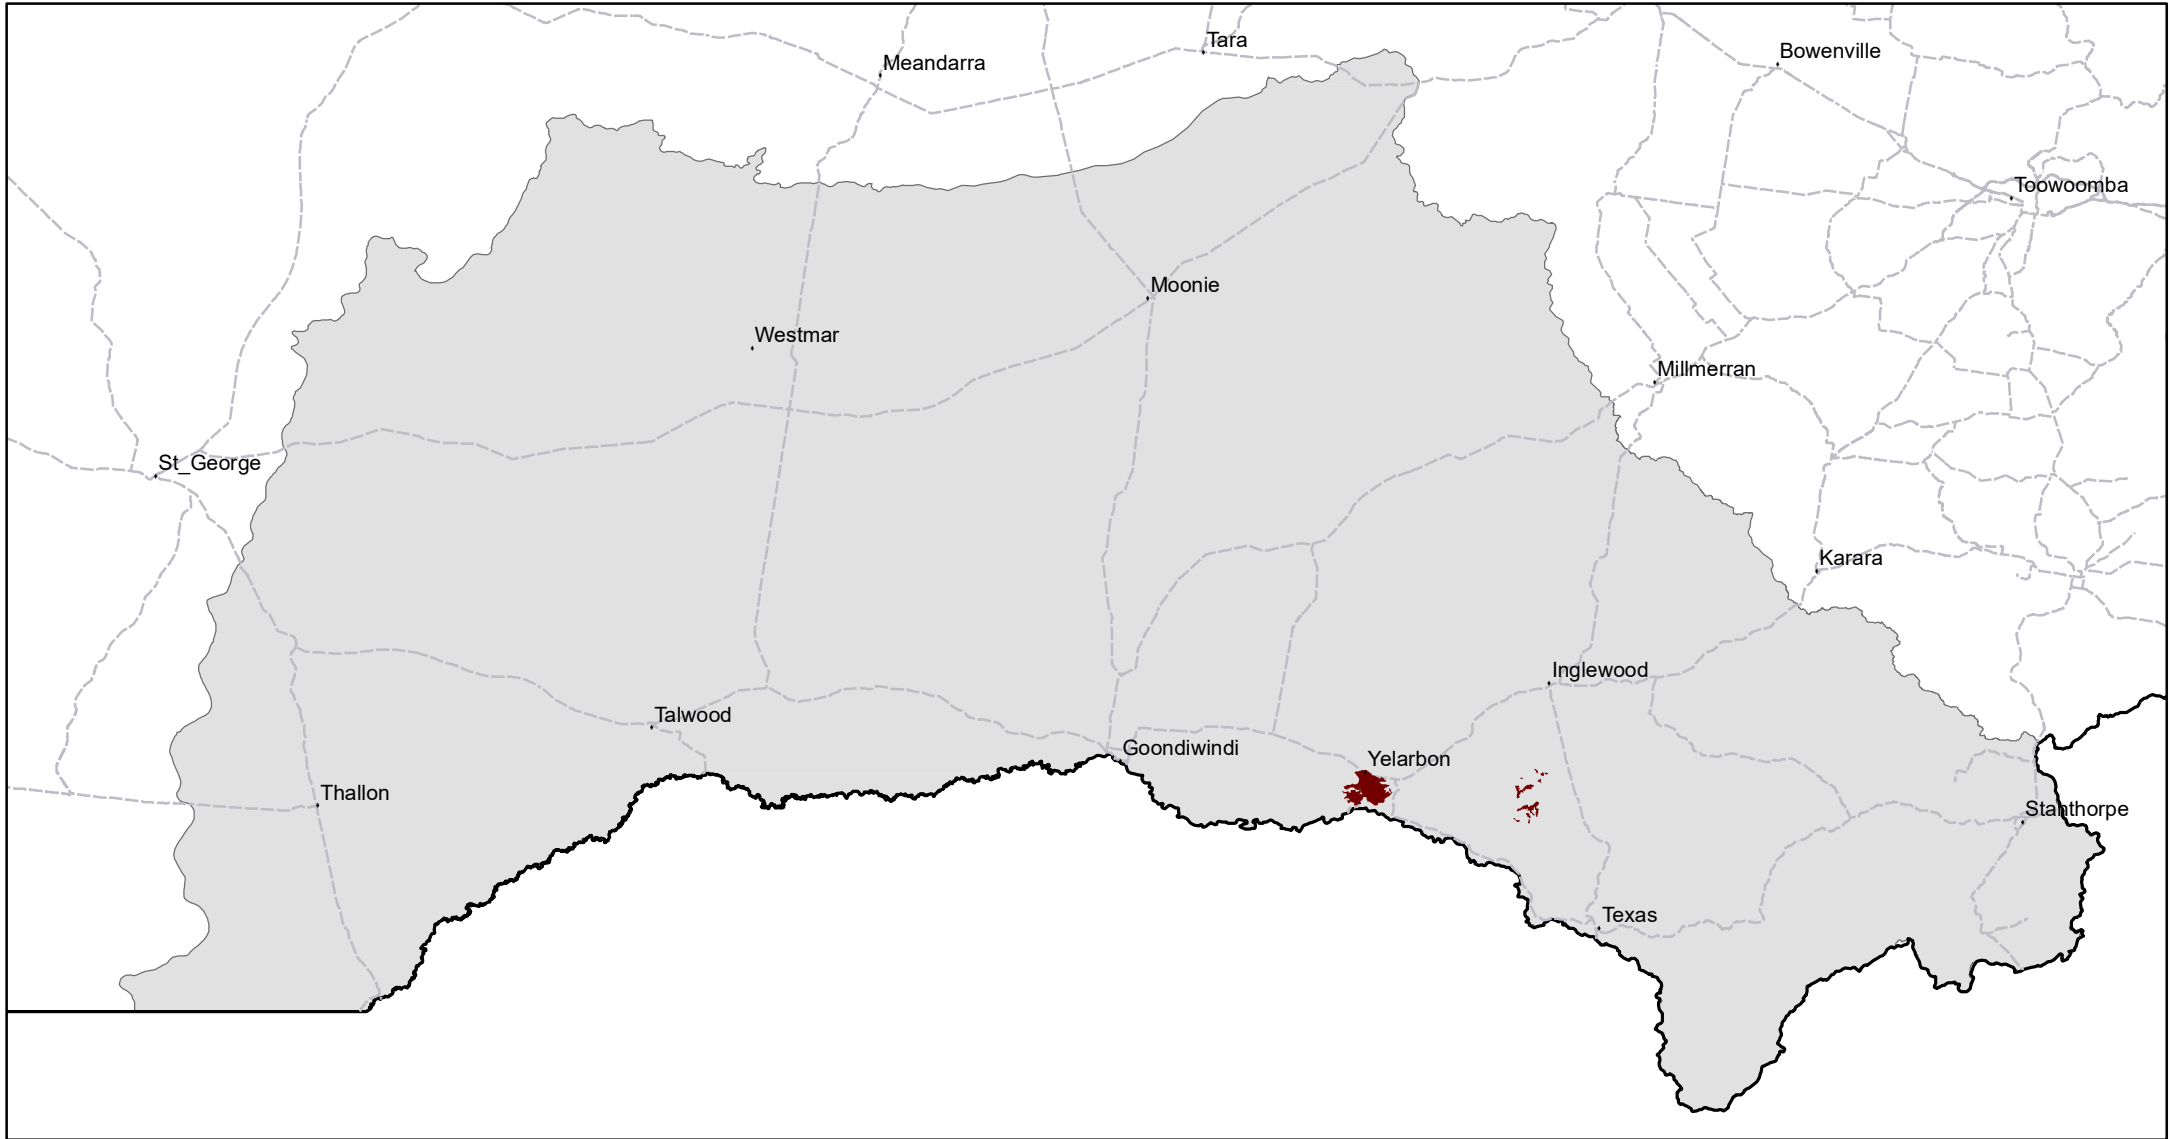 Tara
Bowenville
Meandarra
Toowoomba
Moonie
Westmar
Millmerran
St_George
Karara
Inglewood
Talwood
Goondiwindi
Yelarbon
Thallon
Stanthorpe
Texas